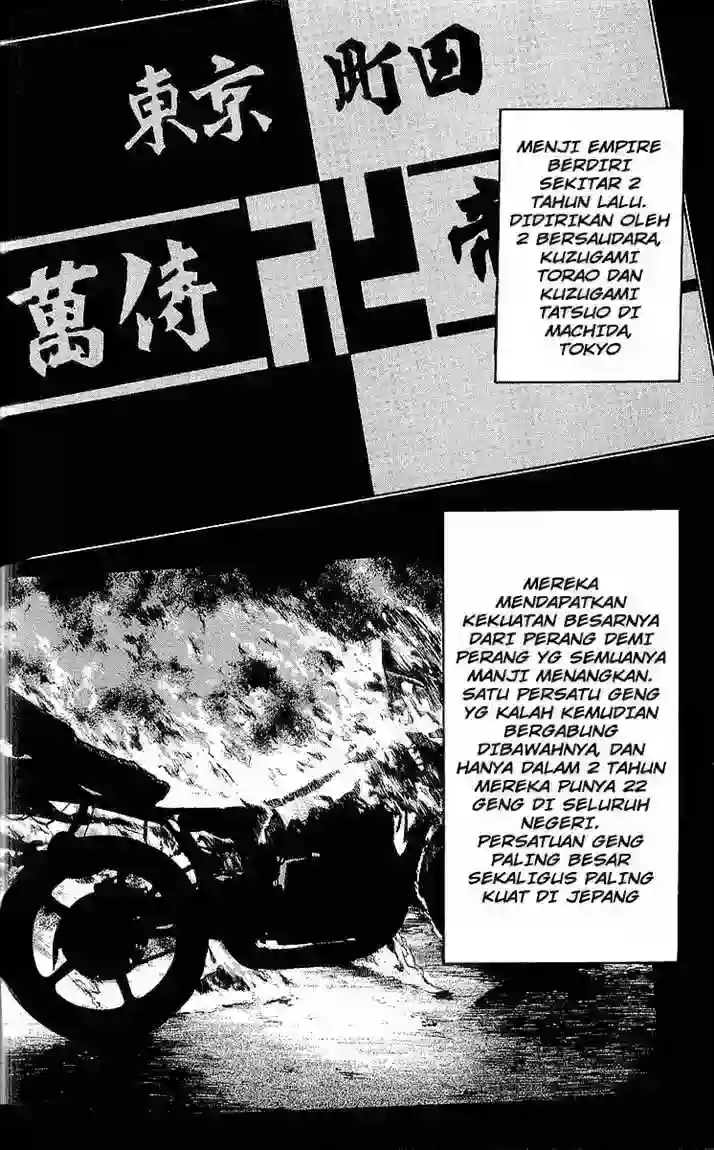 東京 町田
萬侍 卍 帝
MENJI EMPIRE
BERDIRI
SEKITAR 2
TAHUN LALU.
DIDIRIKAN OLEH
2 BERSAUDARA,
KUZUGAMI
TORAO DAN
KUZUGAMI
TATSUO DI
MACHIDA,
TOKYO
MEREKA
MENDAPATKAN
KEKUATAN BESARNYA
DARI PERANG DEMI
PERANG YG SEMUANYA
MANJI MENANGKAN.
SATU PERSATU GENG
YG KALAH KEMUDIAN
BERGABUNG
DIBAWAHNYA, DAN
HANYA DALAM 2 TAHUN
MEREKA PUNYA 22
GENG DI SELURUH
NEGERI.
PERSATUAN GENG
PALING BESAR
SEKALIGUS PALING
KUAT DI JEPANG